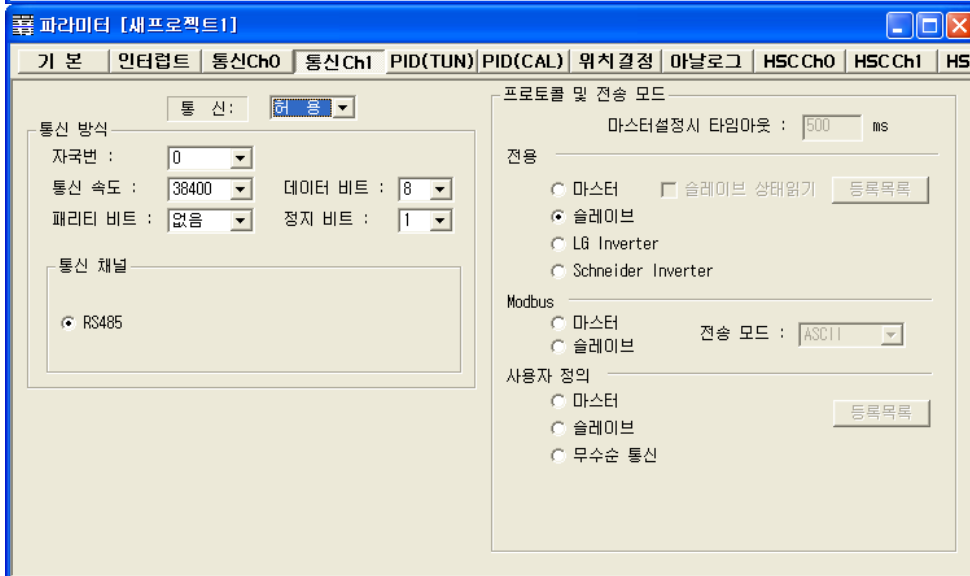 파라미터 [새프로젝트1]
기 본 인터럽트 통신Ch0 통신Ch1 PID(TUN) PID(CAL) 위치결정 아날로그 HSC Ch0 HSC Ch1 HS
통 신: 허 용
통신 방식
자국번 : 0
통신 속도 : 38400 데이터 비트 : 8
패리티 비트 : 없음 정지 비트 : 1
통신 채널
RS485
프로토콜 및 전송 모드
마스터설정시 타임아웃 : 500 ms
전용
마스터 슬레이브 상태읽기 등록목록
슬레이브
LG Inverter
Schneider Inverter
Modbus
마스터
전송 모드 : ASCII
슬레이브
사용자 정의
마스터
등록목록
슬레이브
무수순 통신